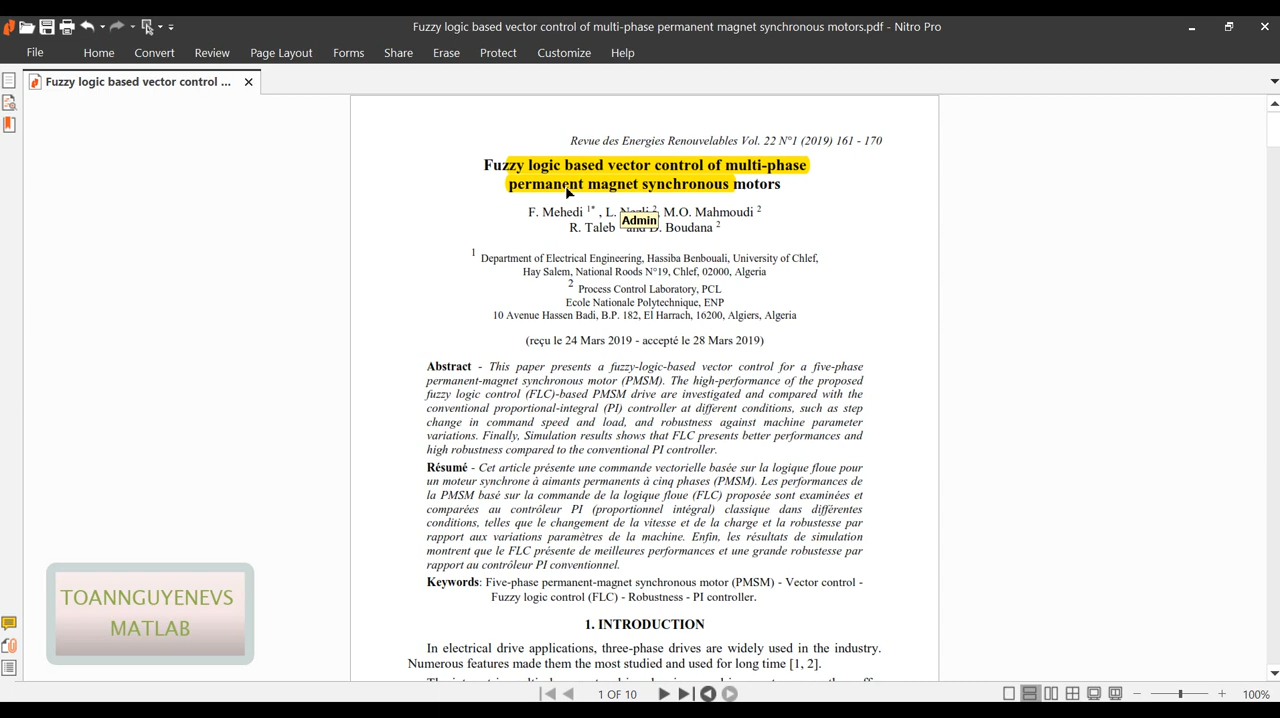 Fuzzy logic based vector control of multi-phase permanent magnet synchronous motors.pdf - Nitro Pro
File Home Convert Review Page Layout Forms Share Erase Protect Customize Help
Fuzzy logic based vector control ...
Revue des Energies Renouvelables Vol. 22 N°1 (2019) 161 - 170
Fuzzy logic based vector control of multi-phase
permanent magnet synchronous motors
F. Mehedi 1* , L. 2, M.O. Mahmoudi 2
Admin
R. Taleb and D. Boudana 2
1 Department of Electrical Engineering, Hassiba Benbouali, University of Chlef,
Hay Salem, National Roods N°19, Chlef, 02000, Algeria
2 Process Control Laboratory, PCL
Ecole Nationale Polytechnique, ENP
10 Avenue Hassen Badi, B.P. 182, El Harrach, 16200, Algiers, Algeria
(reçu le 24 Mars 2019 - accepté le 28 Mars 2019)
Abstract - This paper presents a fuzzy-logic-based vector control for a five-phase
permanent-magnet synchronous motor (PMSM). The high-performance of the proposed
fuzzy logic control (FLC)-based PMSM drive are investigated and compared with the
conventional proportional-integral (PI) controller at different conditions, such as step
change in command speed and load, and robustness against machine parameter
variations. Finally, Simulation results shows that FLC presents better performances and
high robustness compared to the conventional PI controller.
Résumé - Cet article présente une commande vectorielle basée sur la logique floue pour
un moteur synchrone à aimants permanents à cinq phases (PMSM). Les performances de
la PMSM basé sur la commande de la logique floue (FLC) proposée sont examinées et
comparées au contrôleur PI (proportionnel intégral) classique dans différentes
conditions, telles que le changement de la vitesse et de la charge et la robustesse par
rapport aux variations paramètres de la machine. Enfin, les résultats de simulation
montrent que le FLC présente de meilleures performances et une grande robustesse par
rapport au contrôleur PI conventionnel.
Keywords: Five-phase permanent-magnet synchronous motor (PMSM) - Vector control -
Fuzzy logic control (FLC) - Robustness - PI controller.
1. INTRODUCTION
In electrical drive applications, three-phase drives are widely used in the industry.
Numerous features made them the most studied and used for long time [1, 2].
TOANNGUYENEVS
MATLAB
1 OF 10
100%